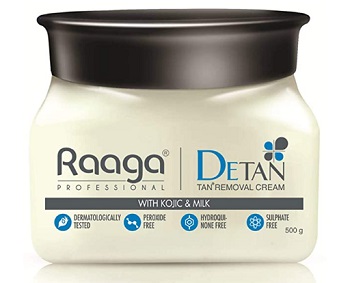 Raaga®
PROFESSIONAL
DETAN
TAN* REMOVAL CREAM
WITH KOJIC & MILK
DERMATOLOGICALLY
TESTED
PEROXIDE
FREE
HYDROQUI-
NONE FREE
SULPHATE
FREE
500 g